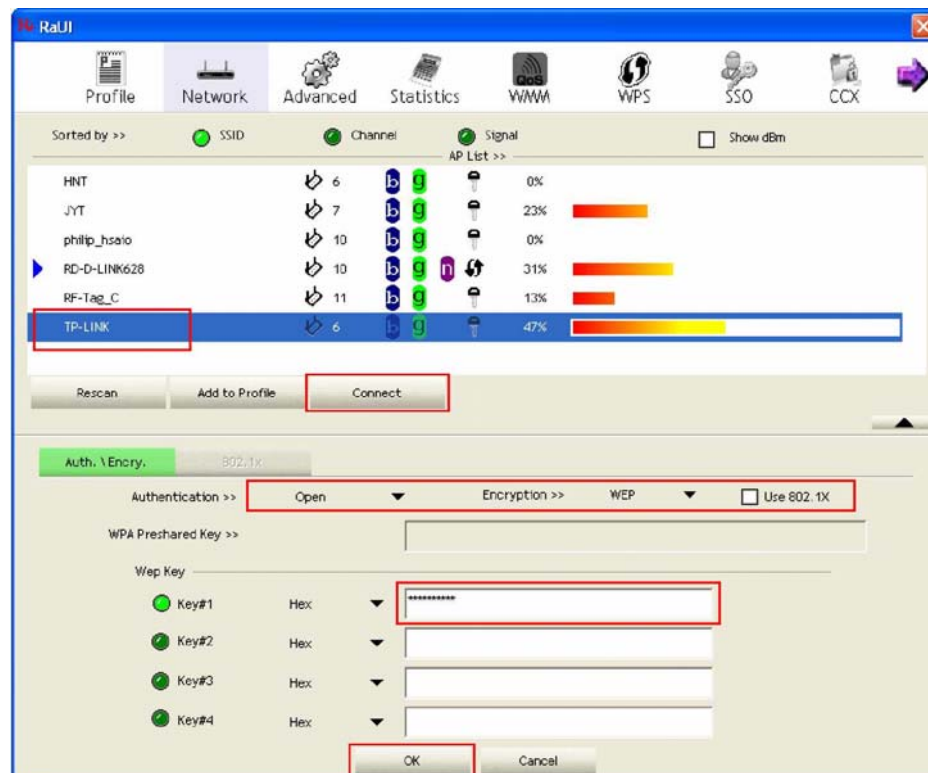 RaUI
Profile Network Advanced Statistics QoS WMM WPS SSO CCX
Sorted by >> SSID Channel Signal Show dBm
AP List >>
HNT 6 b g 0%
JYT 7 b g 23%
philip_hsaio 10 b g 0%
RD-D-LINK628 10 b g n 31%
RF-Tag_C 11 b g 13%
TP-LINK 6 b g 47%
Rescan Add to Profile Connect
Auth. \ Encry. 802.1x
Authentication >> Open Encryption >> WEP Use 802.1X
WPA Preshared Key >>
Wep Key
Key#1 Hex **********
Key#2 Hex
Key#3 Hex
Key#4 Hex
OK Cancel